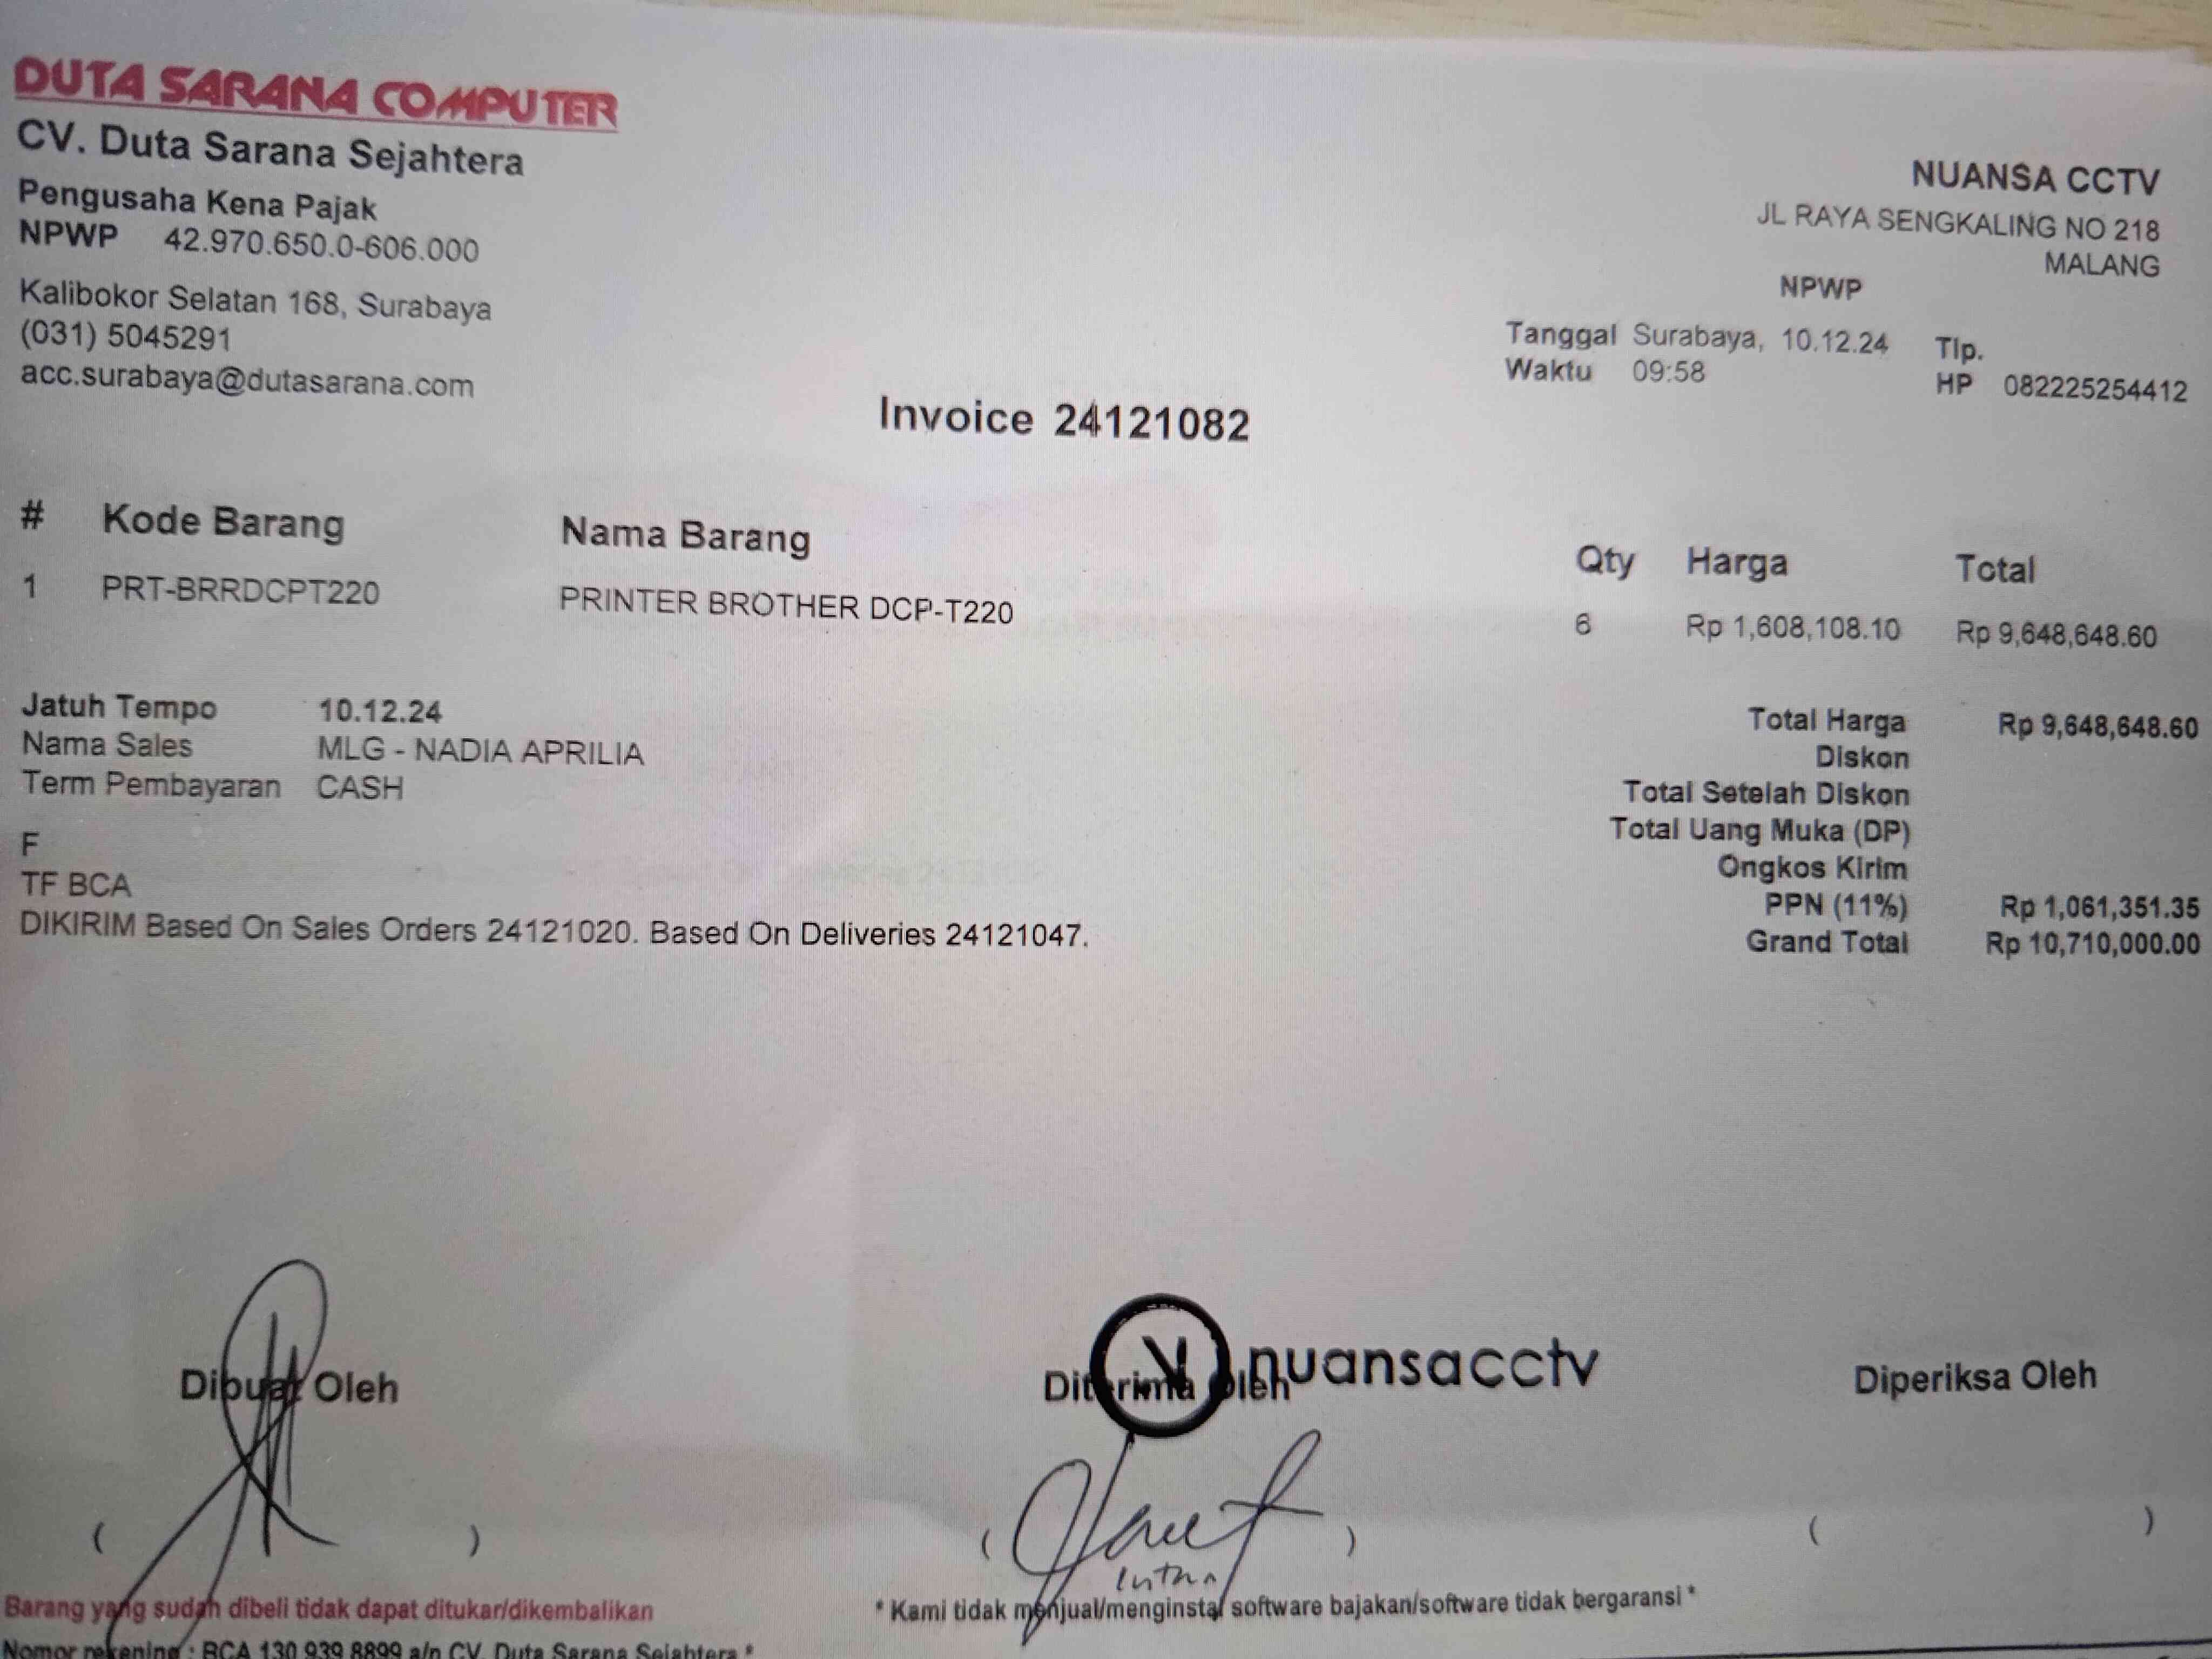 DUTA SARANA COMPUTER
CV. Duta Sarana Sejahtera
Pengusaha Kena Pajak
NPWP 42.970.650.0-606.000
Kalibokor Selatan 168, Surabaya
(031) 5045291
acc.surabaya@dutasarana.com
NUANSA CCTV
JL RAYA SENGKALING NO 218
MALANG
NPWP
Tanggal Surabaya, 10.12.24 Tlp.
Waktu 09:58 HP 082225254412
Invoice 24121082
# Kode Barang Nama Barang Qty Harga Total
1 PRT-BRRDCPT220 PRINTER BROTHER DCP-T220 6 Rp 1,608,108.10 Rp 9,648,648.60
Jatuh Tempo 10.12.24
Nama Sales MLG - NADIA APRILIA
Term Pembayaran CASH
F
TF BCA
DIKIRIM Based On Sales Orders 24121020. Based On Deliveries 24121047.
Total Harga Rp 9,648,648.60
Diskon
Total Setelah Diskon
Total Uang Muka (DP)
Ongkos Kirim
PPN (11%) Rp 1,061,351.35
Grand Total Rp 10,710,000.00
Dibuat Oleh Diterima Oleh Diperiksa Oleh
nuansacctv
( ) ( ) ( )
Barang yang sudah dibeli tidak dapat ditukar/dikembalikan
* Kami tidak menjual/menginstal software bajakan/software tidak bergaransi *
Nomor rekening : BCA 130 939 8899 a/n CV. Duta Sarana Sejahtera *